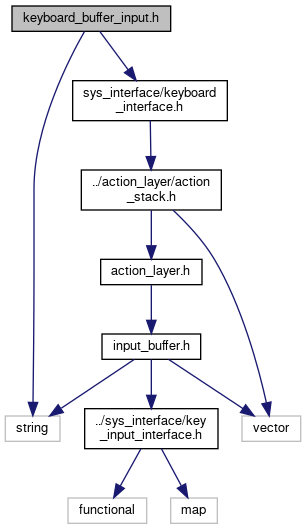 keyboard_buffer_input.h
sys_interface/keyboard
_interface.h
../action_layer/action
_stack.h
action_layer.h
input_buffer.h
string
../sys_interface/key
_input_interface.h
vector
functional
map